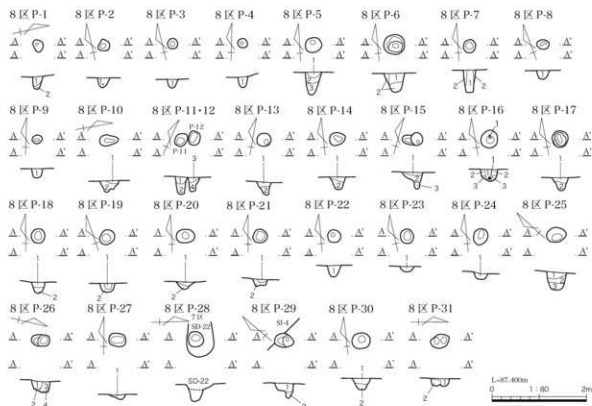 8区P-1 8区P-2 8区P-3 8区P-4 8区P-5 8区P-6 8区P-7 8区P-8
A A' A A' A A' A A' A A' A A' A A' A A'
A A' A A' A A' A A' A A' A A' A A' A A'
8区P-9 8区P-10 8区P-11・12 8区P-13 8区P-14 8区P-15 8区P-16 8区P-17
P-12
A A' A A' A A' A A' A A' A A' A A' A A'
P-11
A A' A A' A A' A A' A A' A A' A A' A A'
8区P-18 8区P-19 8区P-20 8区P-21 8区P-22 8区P-23 8区P-24 8区P-25
A A' A A' A A' A A' A A' A A' A A' A A'
A A' A A' A A' A A' A A' A A' A A' A A'
8区P-26 8区P-27 8区P-28 8区P-29 8区P-30 8区P-31
7区
SD-22 SI-4
A A' A A' A A' A A' A A' A A'
A A' A A' A A' A A' A A' A A'
SD-22
L=87.400m
0 1:80 2m